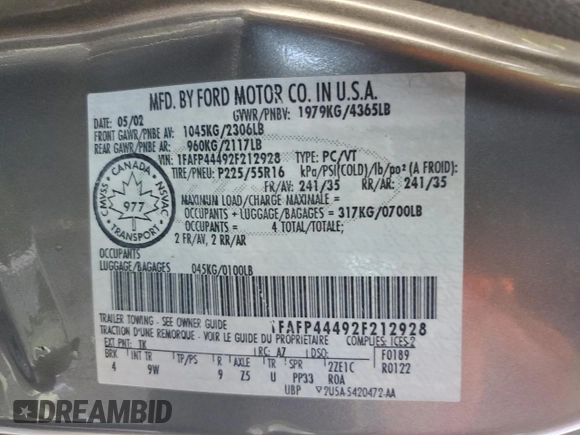 MFD. BY FORD MOTOR CO. IN U.S.A.
DATE: 05/02 GVWR/PNBV: 1979KG/4365LB
FRONT GAWR/PNBE AV: 1045KG/2306LB
REAR GAWR/PNBE AR: 960KG/2117LB
VIN: 1FAFP44492F212928 TYPE: PC/VT
TIRE/PNEU: P225/55R16 kPa/PSI(COLD)/lb/po² (A FROID):
FR/AV: 241/35 RR/AR: 241/35
MAXIMUM LOAD/CHARGE MAXIMALE =
OCCUPANTS + LUGGAGE/BAGAGES = 317KG/0700LB
OCCUPANTS = 4 TOTAL/TOTALE;
2 FR/AV, 2 RR/AR
OCCUPANTS
LUGGAGE/BAGAGES 045KG/0100LB
CANADA
CMVSS
NSVAC
977
TRANSPORT
1FAFP44492F212928
TRAILER TOWING - SEE OWNER GUIDE
TRACTION D'UNE REMORQUE - VOIR LE GUIDE DU PROPRIETAIRE COMPLIES: ICES-2
EXT PNT: TK RC: AZ DSO: F0189
BRK INT TR TP/PS R AXLE TR SPR 2ZE1C R0122
4 9W 9 Z5 U PP33 ROA
UBP 2USA-5420472-AA
DREAMBID
.COM